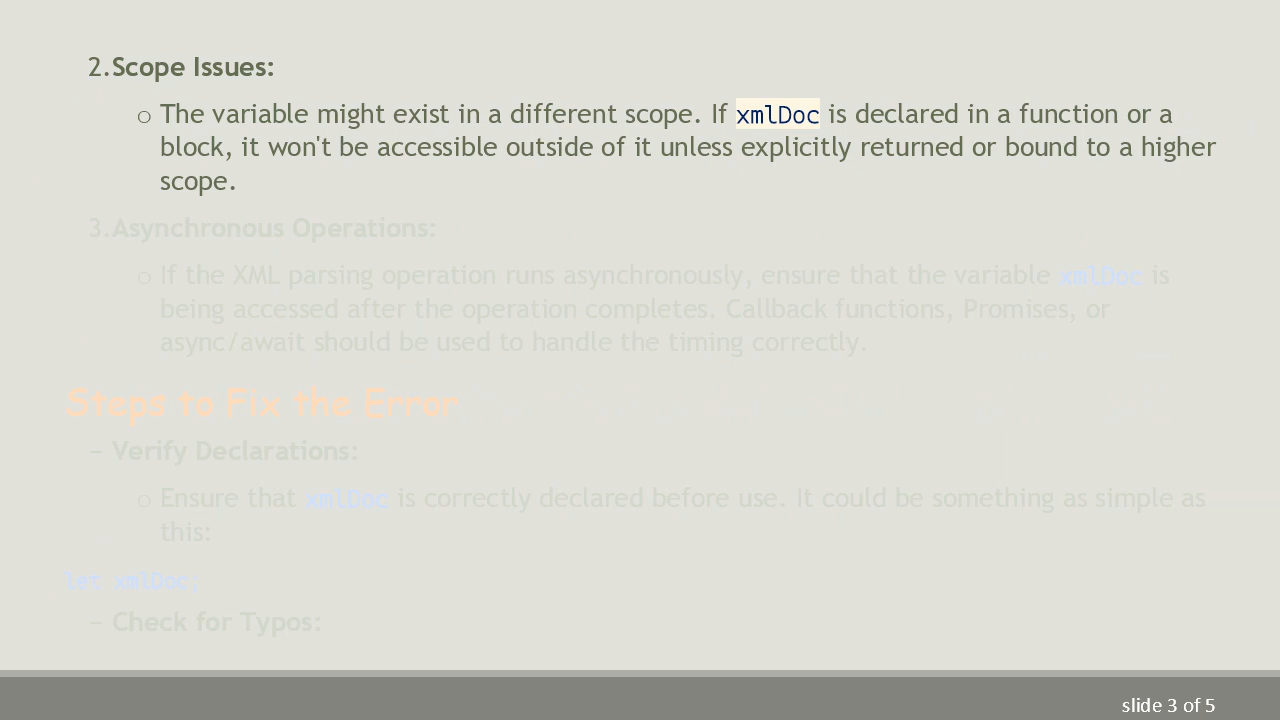 2.Scope Issues:
o The variable might exist in a different scope. If xmlDoc is declared in a function or a
block, it won't be accessible outside of it unless explicitly returned or bound to a higher
scope.
3.Asynchronous Operations:
o If the XML parsing operation runs asynchronously, ensure that the variable xmlDoc is
being accessed after the operation completes. Callback functions, Promises, or
async/await should be used to handle the timing correctly.
Steps to Fix the Error
– Verify Declarations:
o Ensure that xmlDoc is correctly declared before use. It could be something as simple as
this:
let xmlDoc;
– Check for Typos:
slide 3 of 5